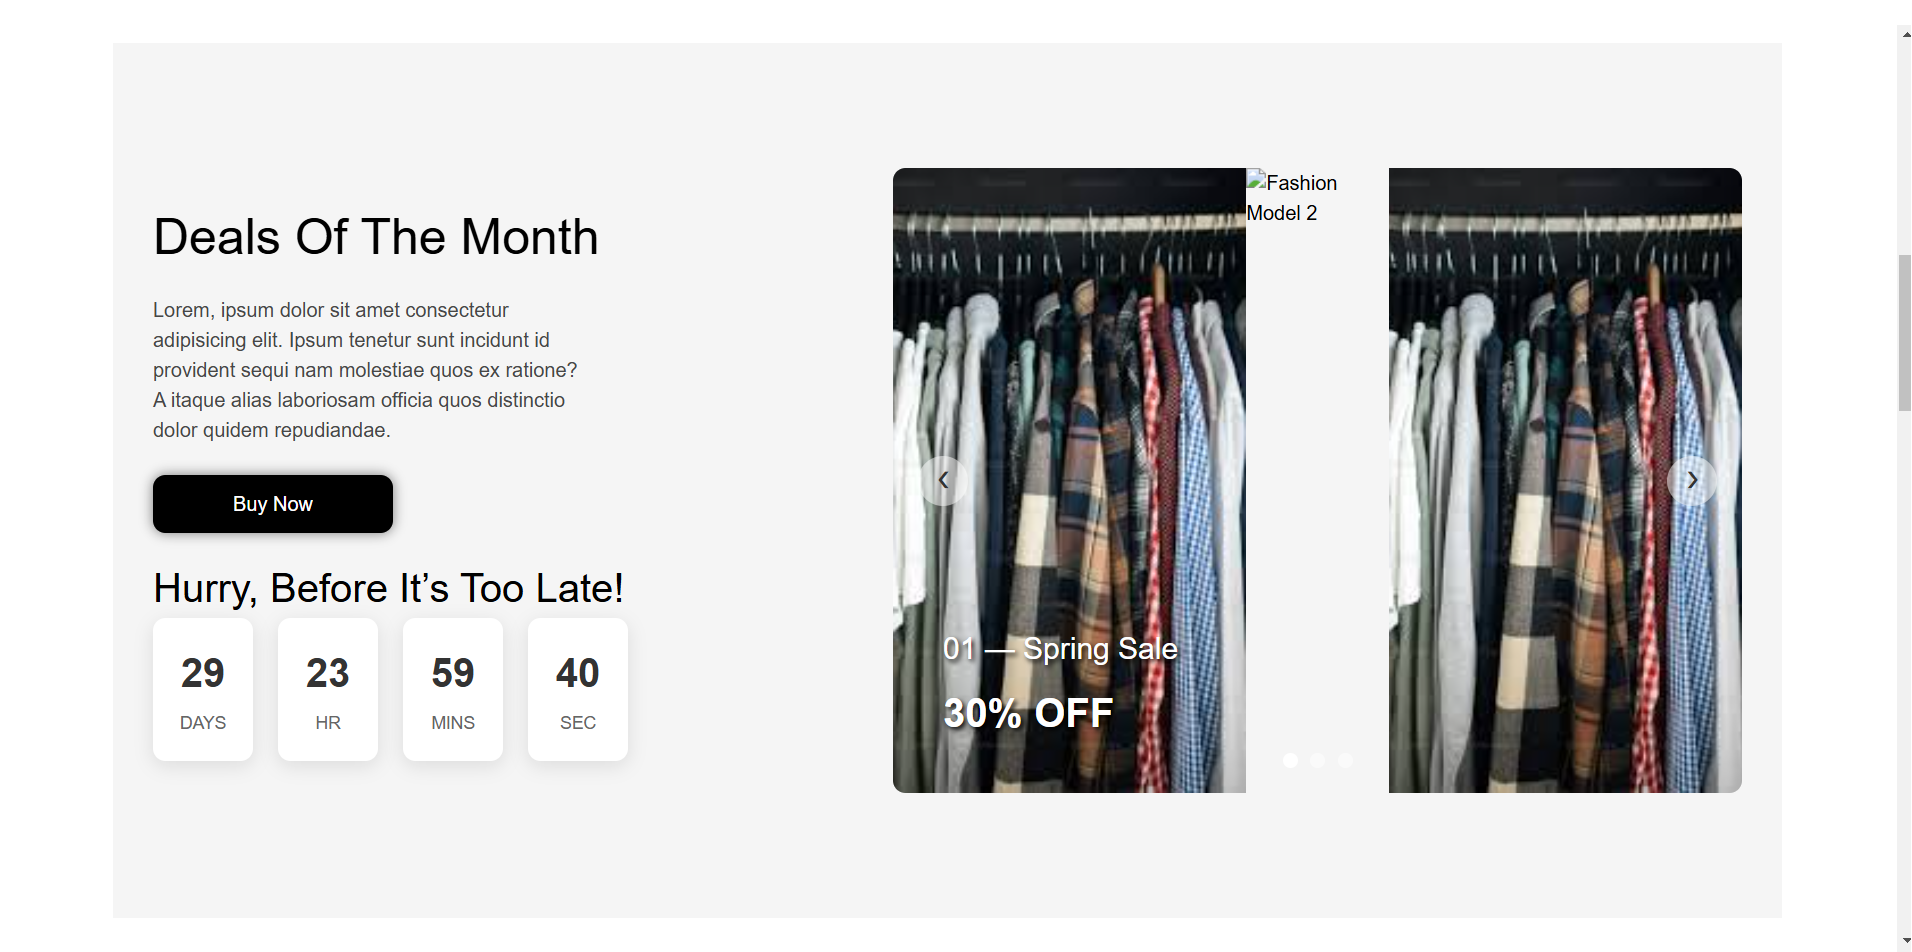 Deals Of The Month
Lorem, ipsum dolor sit amet consectetur
adipisicing elit. Ipsum tenetur sunt incidunt id
provident sequi nam molestiae quos ex ratione?
A itaque alias laboriosam officia quos distinctio
dolor quidem repudiandae.
Buy Now
Hurry, Before It’s Too Late!
29 23 59 40
DAYS HR MINS SEC
Fashion
Model 2
01 — Spring Sale
30% OFF